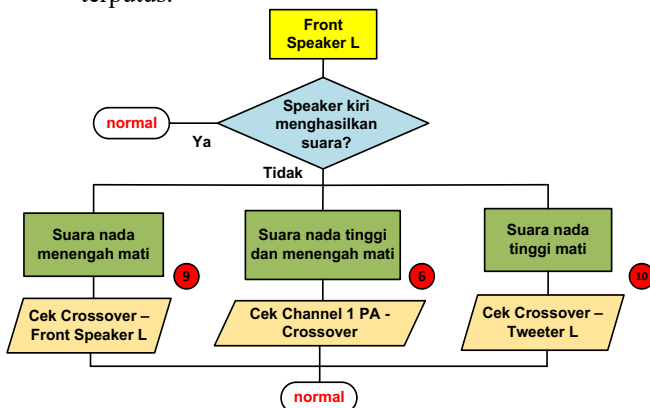 terputus.
Front
Speaker L
Speaker kiri
menghasilkan
suara?
normal
Ya
Tidak
Suara nada
menengah mati
Suara nada tinggi
dan menengah mati
Suara nada
tinggi mati
9
6
10
Cek Crossover –
Front Speaker L
Cek Channel 1 PA -
Crossover
Cek Crossover –
Tweeter L
normal